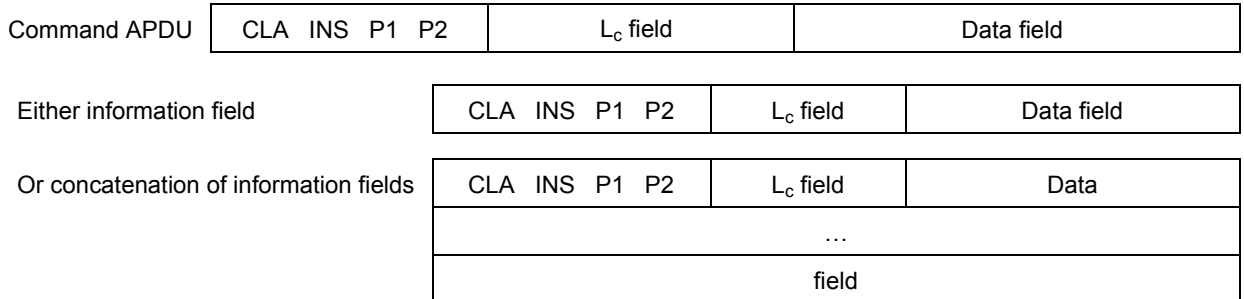 Command APDU CLA INS P1 P2 Lc field Data field
Either information field CLA INS P1 P2 Lc field Data field
Or concatenation of information fields CLA INS P1 P2 Lc field Data
…
field